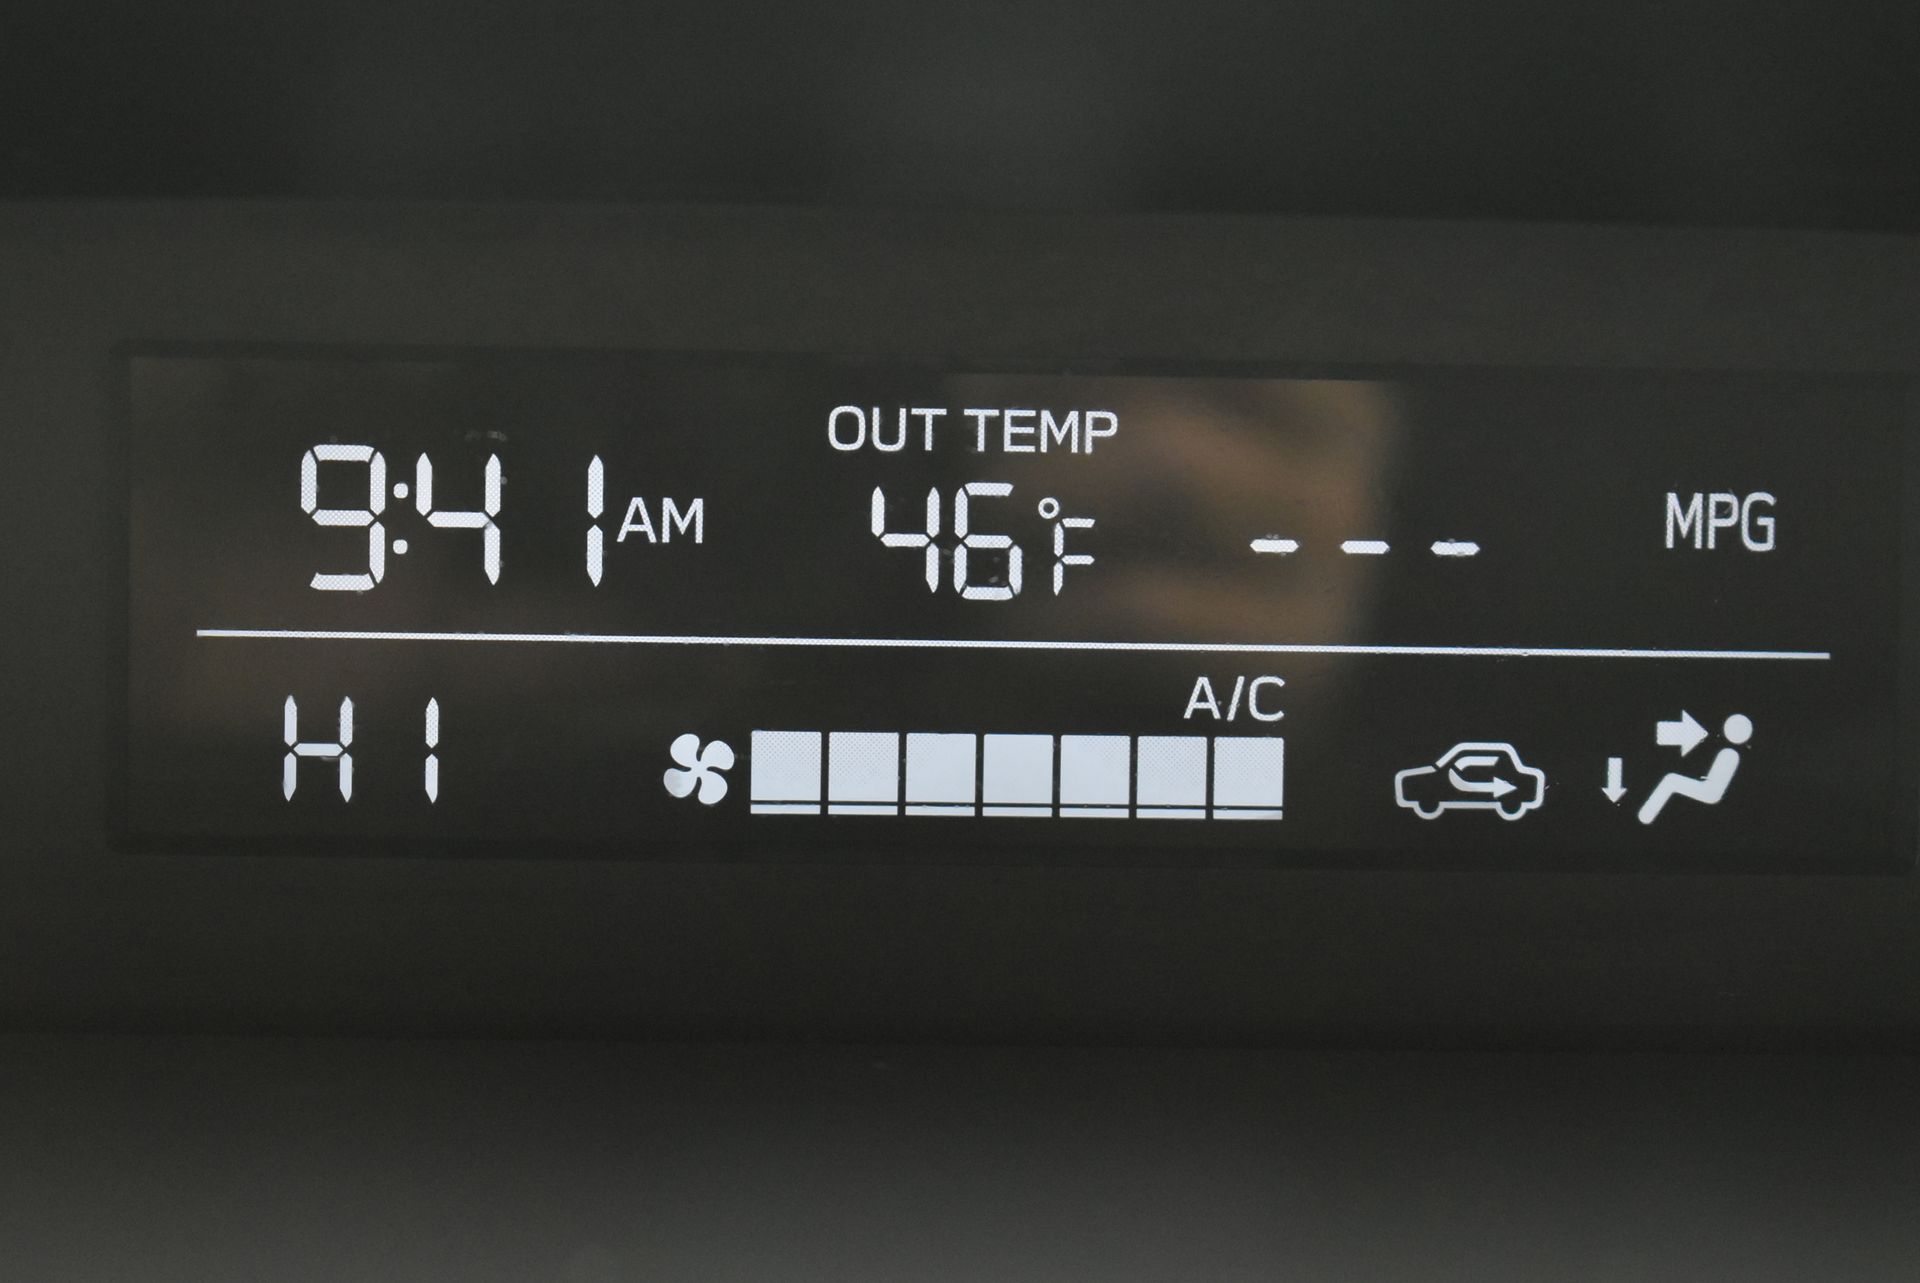 OUT TEMP
9:41 AM 46°F --- MPG
A/C
HI